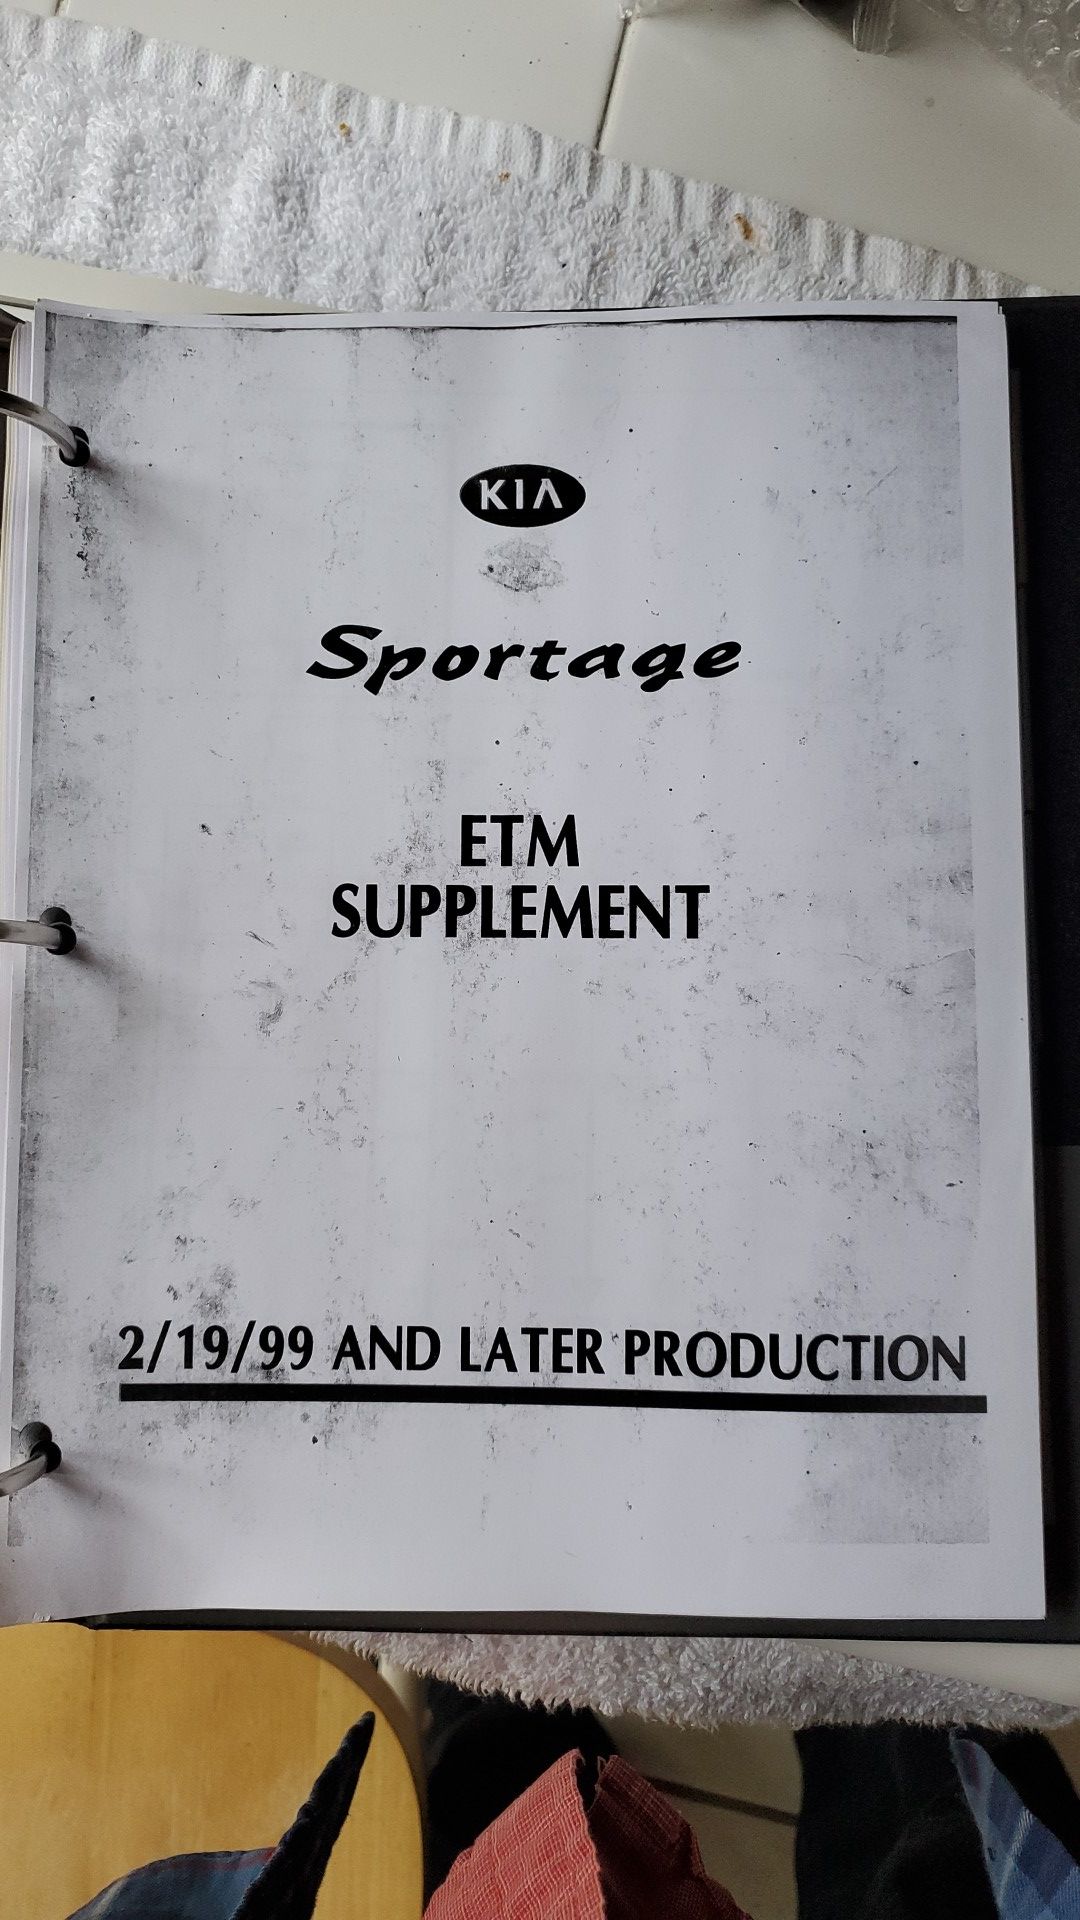 KIA
Sportage
ETM
SUPPLEMENT
2/19/99 AND LATER PRODUCTION